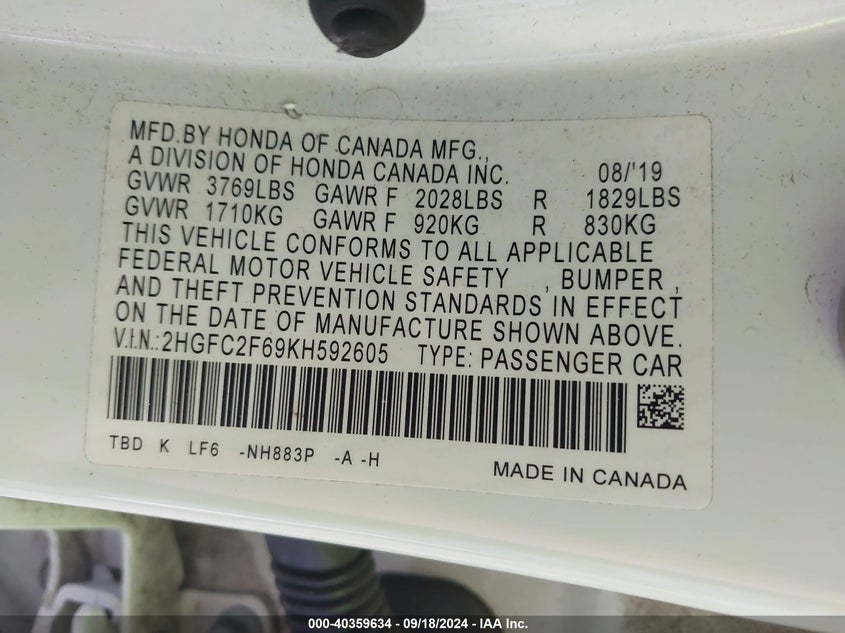 MFD.BY HONDA OF CANADA MFG.,
A DIVISION OF HONDA CANADA INC. 08/'19
GVWR 3769LBS GAWR F 2028LBS R 1829LBS
GVWR 1710KG GAWR F 920KG R 830KG
THIS VEHICLE CONFORMS TO ALL APPLICABLE
FEDERAL MOTOR VEHICLE SAFETY , BUMPER ,
AND THEFT PREVENTION STANDARDS IN EFFECT
ON THE DATE OF MANUFACTURE SHOWN ABOVE.
V.I.N.:2HGFC2F69KH592605 TYPE: PASSENGER CAR
TBD K LF6 -NH883P -A -H
MADE IN CANADA
000-40359634 - 09/18/2024 - IAA Inc.